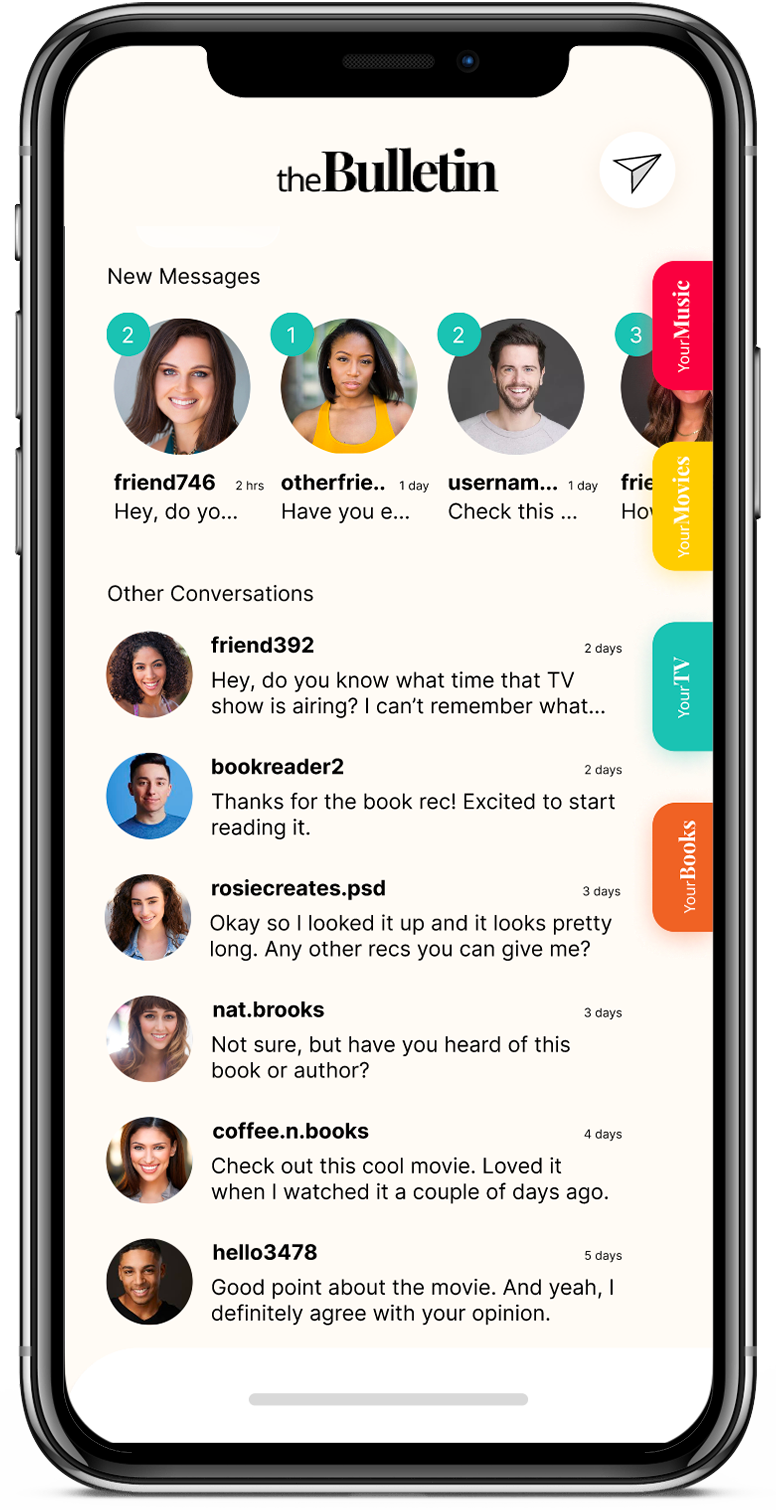 theBulletin
New Messages
2
1
2
3
friend746 2 hrs
Hey, do yo...
otherfrie.. 1 day
Have you e...
usernam... 1 day
Check this ...
frie
Ho
YourMusic
YourMovies
YourTV
YourBooks
Other Conversations
friend392 2 days
Hey, do you know what time that TV
show is airing? I can’t remember what...
bookreader2 2 days
Thanks for the book rec! Excited to start
reading it.
rosiecreates.psd 3 days
Okay so I looked it up and it looks pretty
long. Any other recs you can give me?
nat.brooks 3 days
Not sure, but have you heard of this
book or author?
coffee.n.books 4 days
Check out this cool movie. Loved it
when I watched it a couple of days ago.
hello3478 5 days
Good point about the movie. And yeah, I
definitely agree with your opinion.